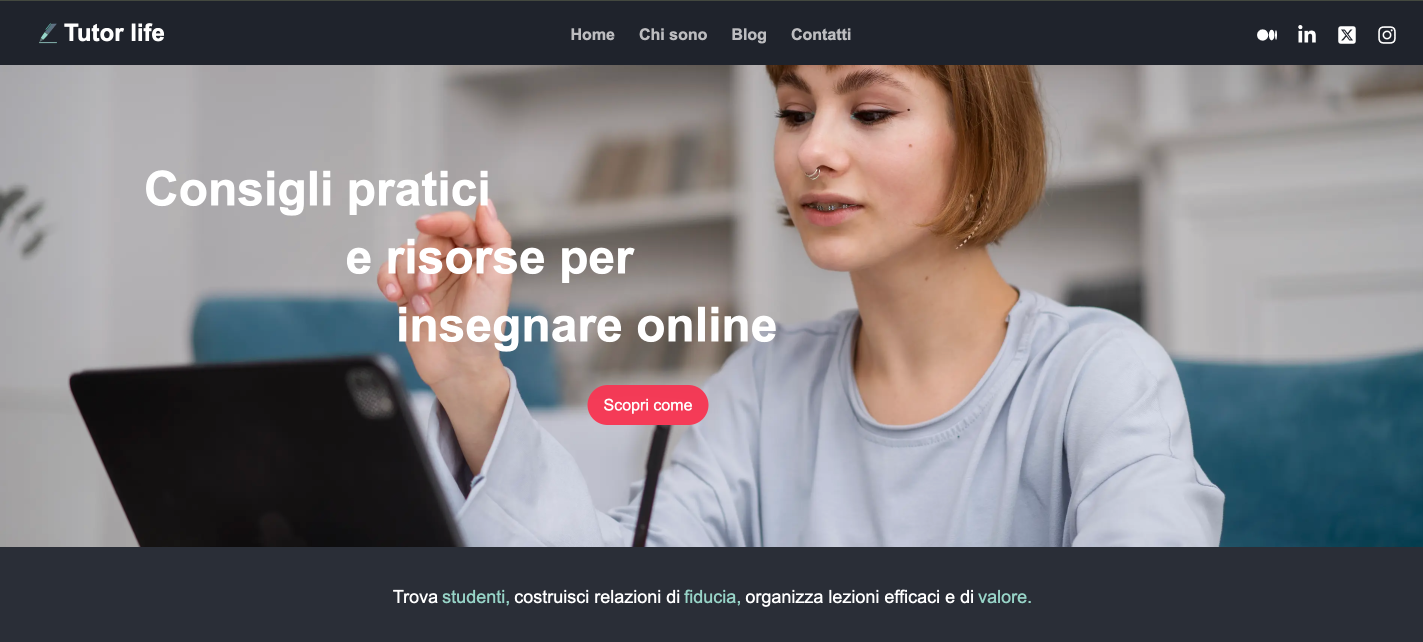 Tutor life
Home Chi sono Blog Contatti
Consigli pratici
e risorse per
insegnare online
Scopri come
Trova studenti, costruisci relazioni di fiducia, organizza lezioni efficaci e di valore.